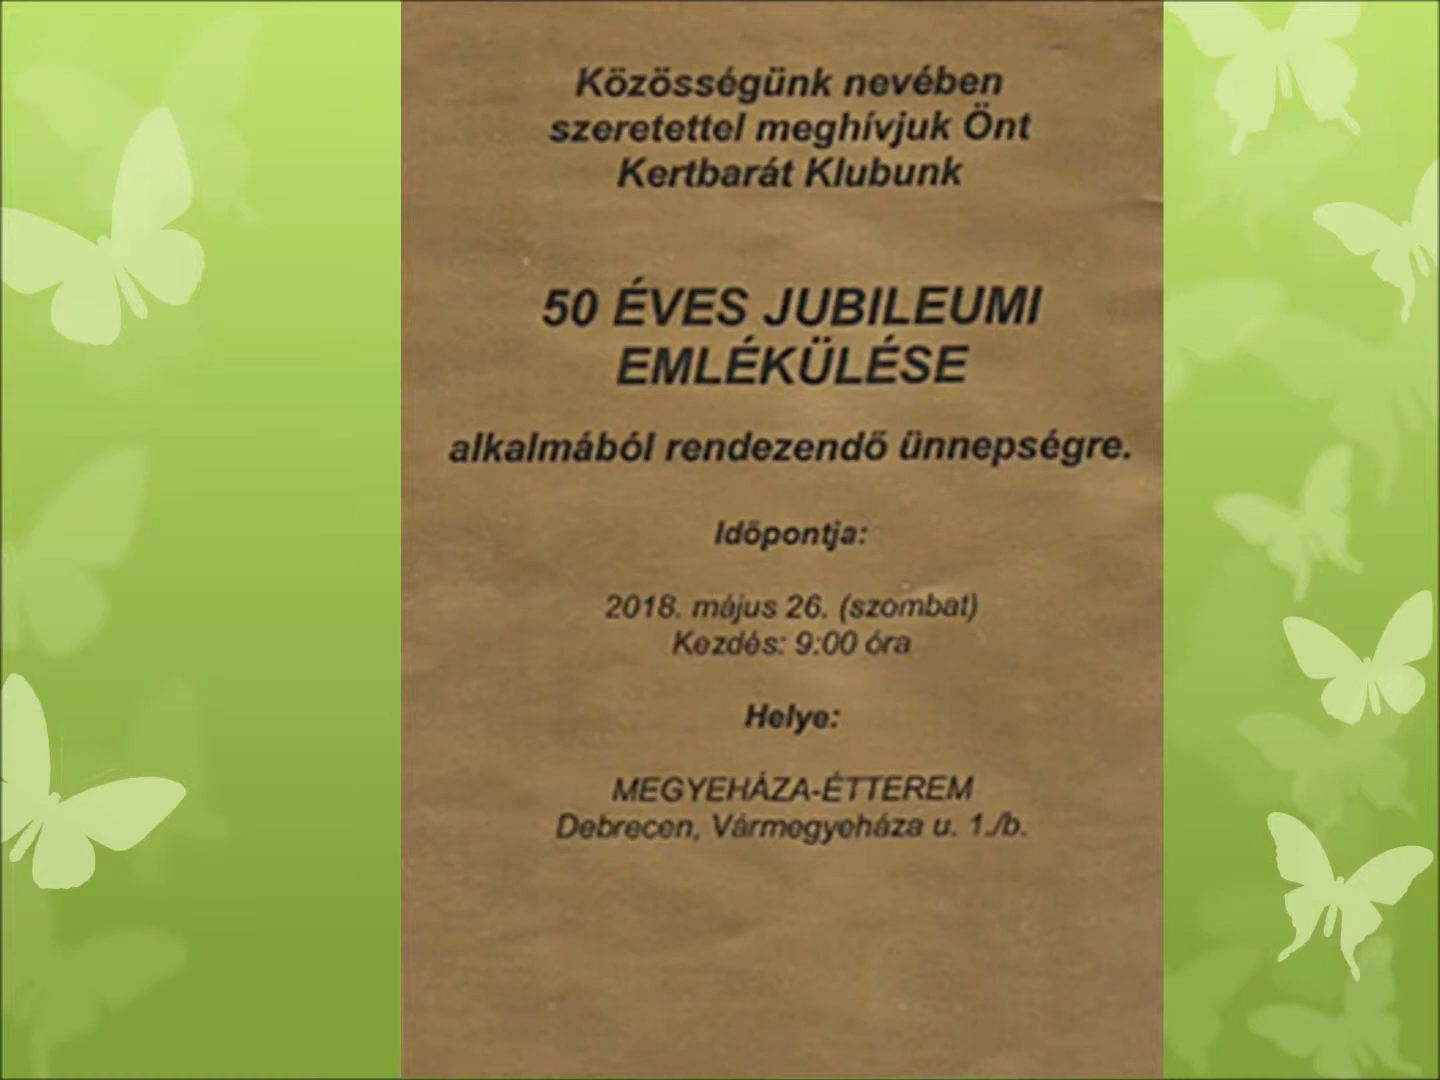 Közösségünk nevében
szeretettel meghívjuk Önt
Kertbarát Klubunk
50 ÉVES JUBILEUMI
EMLÉKÜLÉSE
alkalmából rendezendő ünnepségre.
Időpontja:
2018. május 26. (szombat)
Kezdés: 9:00 óra
Helye:
MEGYEHÁZA-ÉTTEREM
Debrecen, Vármegyeháza u. 1./b.